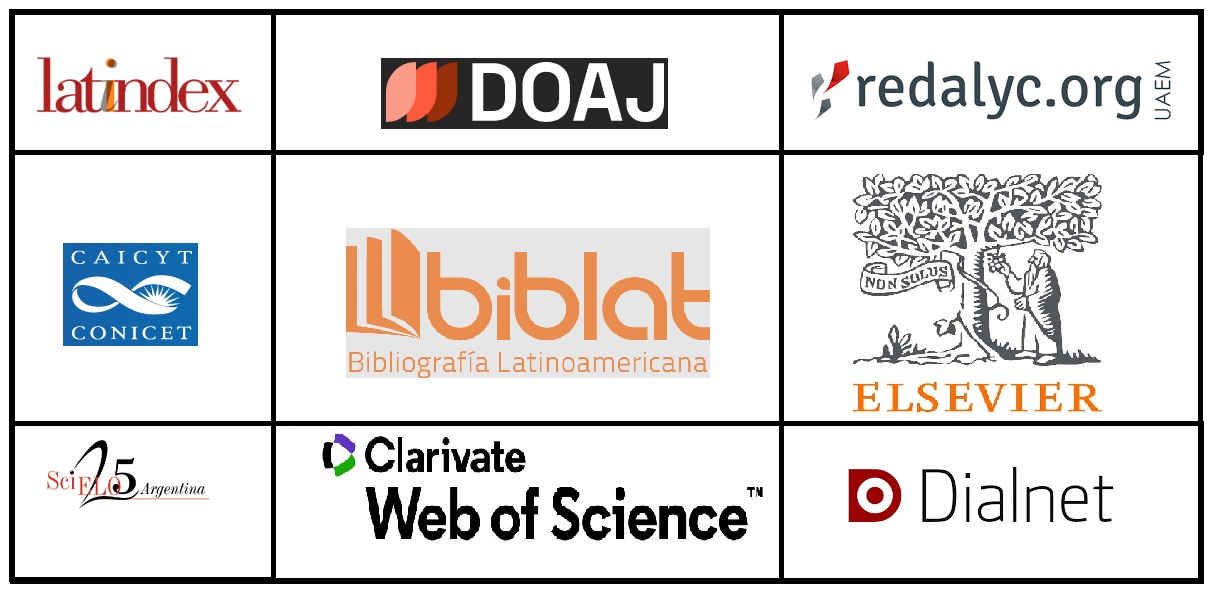 latindex
DOAJ
redalyc.org
UAEM
CAICYT
CONICET
biblat
Bibliografía Latinoamericana
NON SOLUS
ELSEVIER
SciELO 25 Argentina
Clarivate
Web of Science™
Dialnet